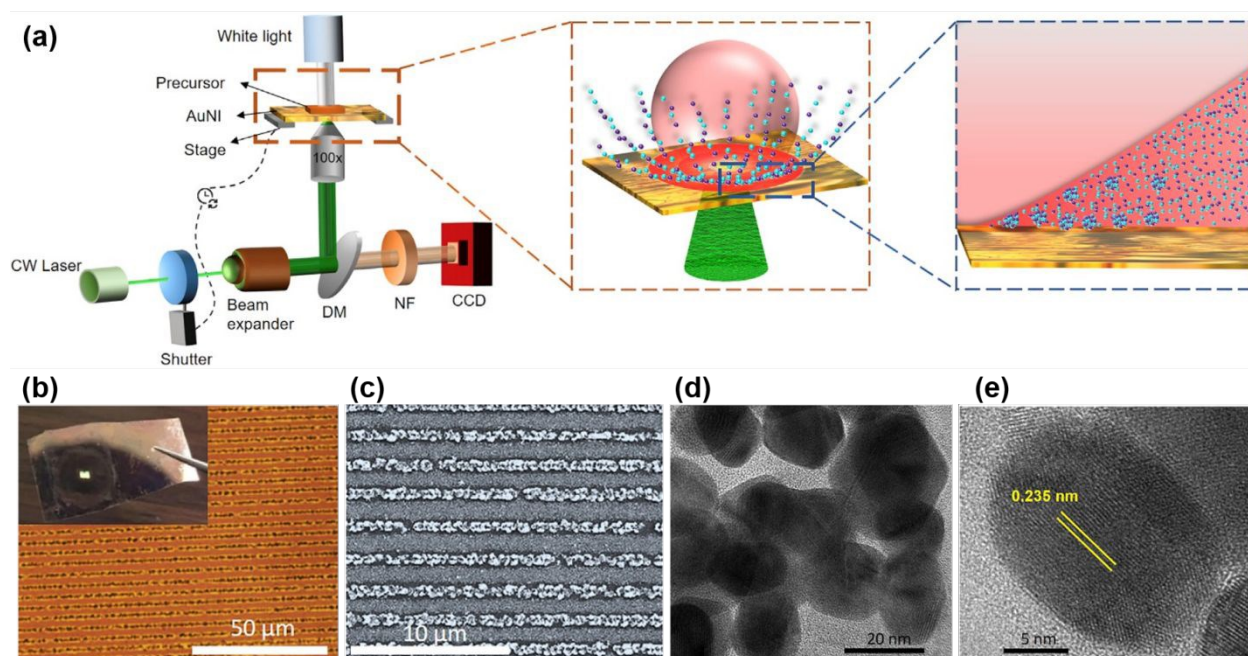 (a)
White light
Precursor
AuNI
Stage
100x
CW Laser
Shutter
Beam
expander
DM
NF
CCD
(b)
50 µm
(c)
10 µm
(d)
20 nm
(e)
0.235 nm
5 nm